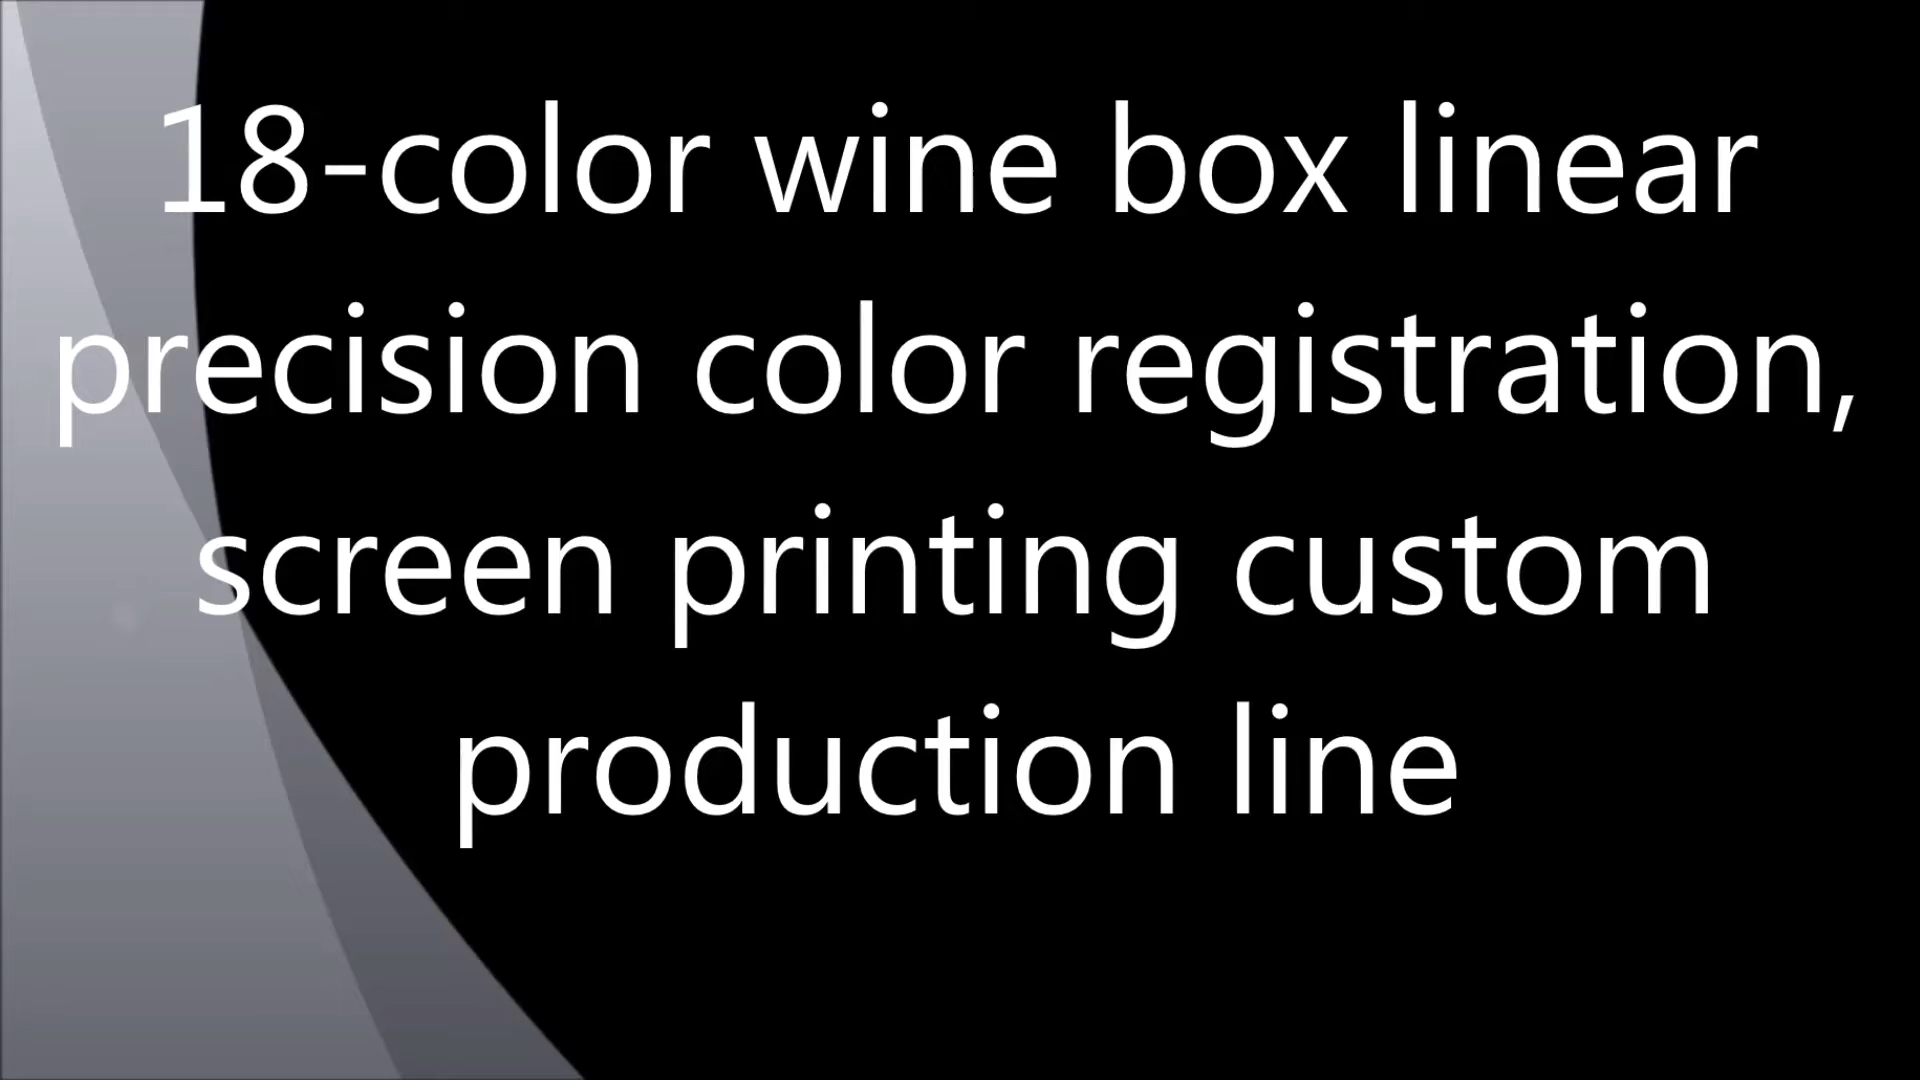 18-color wine box linear
precision color registration,
screen printing custom
production line